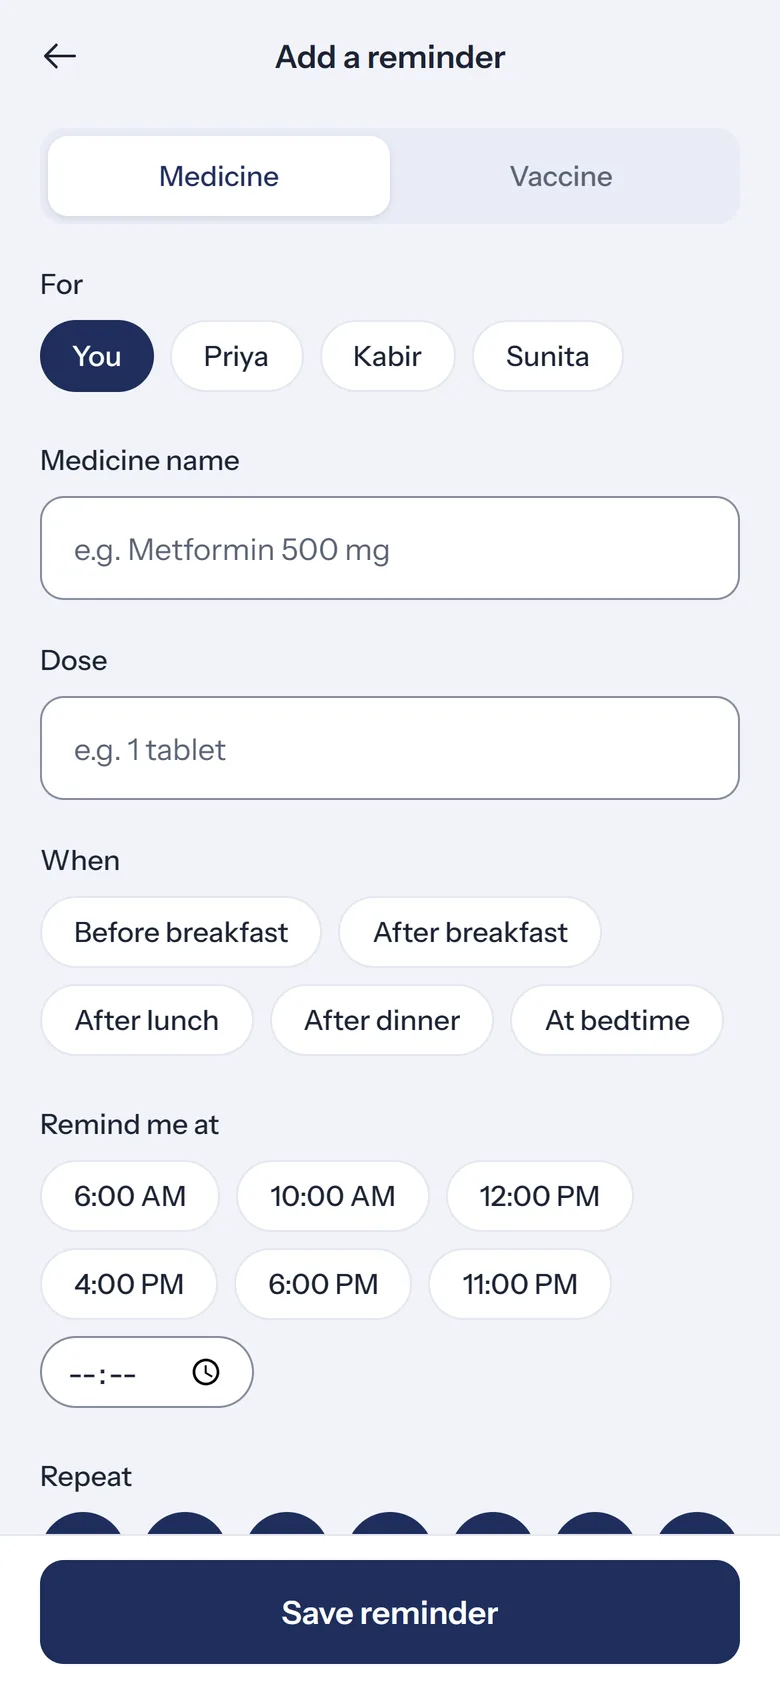 Add a reminder
Medicine Vaccine
For
You Priya Kabir Sunita
Medicine name
e.g. Metformin 500 mg
Dose
e.g. 1 tablet
When
Before breakfast After breakfast
After lunch After dinner At bedtime
Remind me at
6:00 AM 10:00 AM 12:00 PM
4:00 PM 6:00 PM 11:00 PM
--:--
Repeat
Save reminder